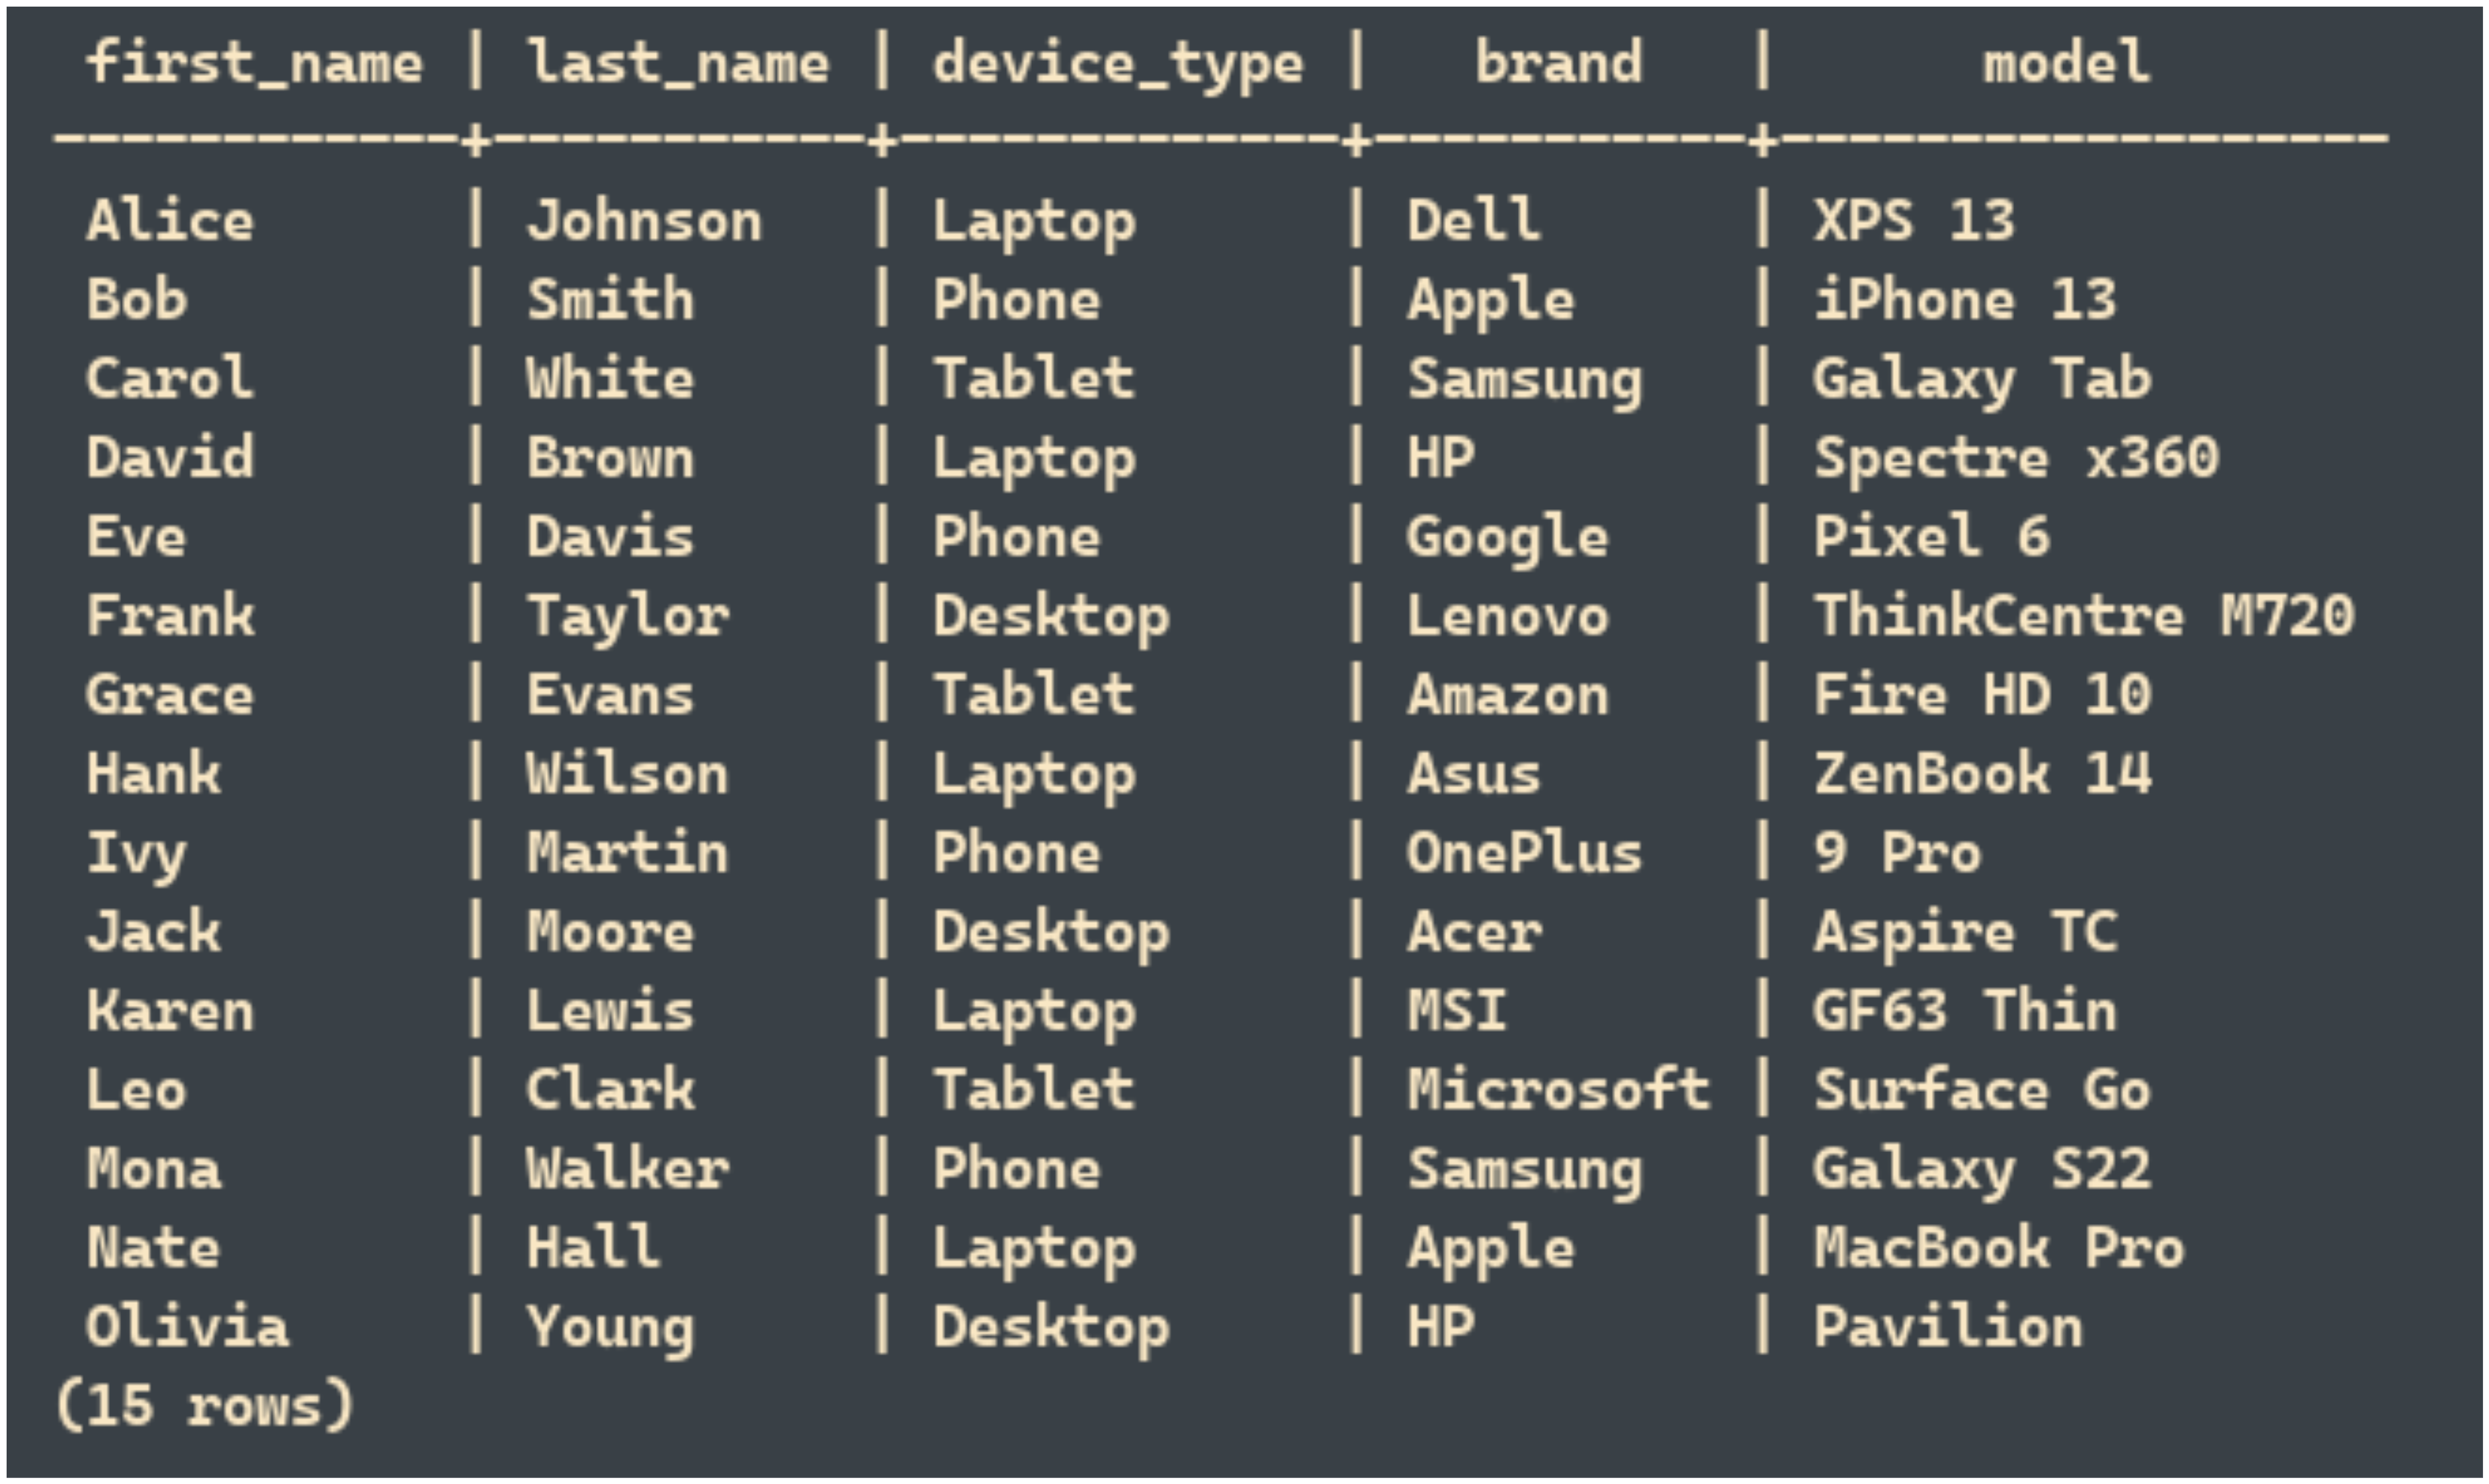 first_name | last_name | device_type |   brand   |      model
------------+-----------+-------------+-----------+------------------
 Alice      | Johnson   | Laptop      | Dell      | XPS 13
 Bob        | Smith     | Phone       | Apple     | iPhone 13
 Carol      | White     | Tablet      | Samsung   | Galaxy Tab
 David      | Brown     | Laptop      | HP        | Spectre x360
 Eve        | Davis     | Phone       | Google    | Pixel 6
 Frank      | Taylor    | Desktop     | Lenovo    | ThinkCentre M720
 Grace      | Evans     | Tablet      | Amazon    | Fire HD 10
 Hank       | Wilson    | Laptop      | Asus      | ZenBook 14
 Ivy        | Martin    | Phone       | OnePlus   | 9 Pro
 Jack       | Moore     | Desktop     | Acer      | Aspire TC
 Karen      | Lewis     | Laptop      | MSI       | GF63 Thin
 Leo        | Clark     | Tablet      | Microsoft | Surface Go
 Mona       | Walker    | Phone       | Samsung   | Galaxy S22
 Nate       | Hall      | Laptop      | Apple     | MacBook Pro
 Olivia     | Young     | Desktop     | HP        | Pavilion
(15 rows)